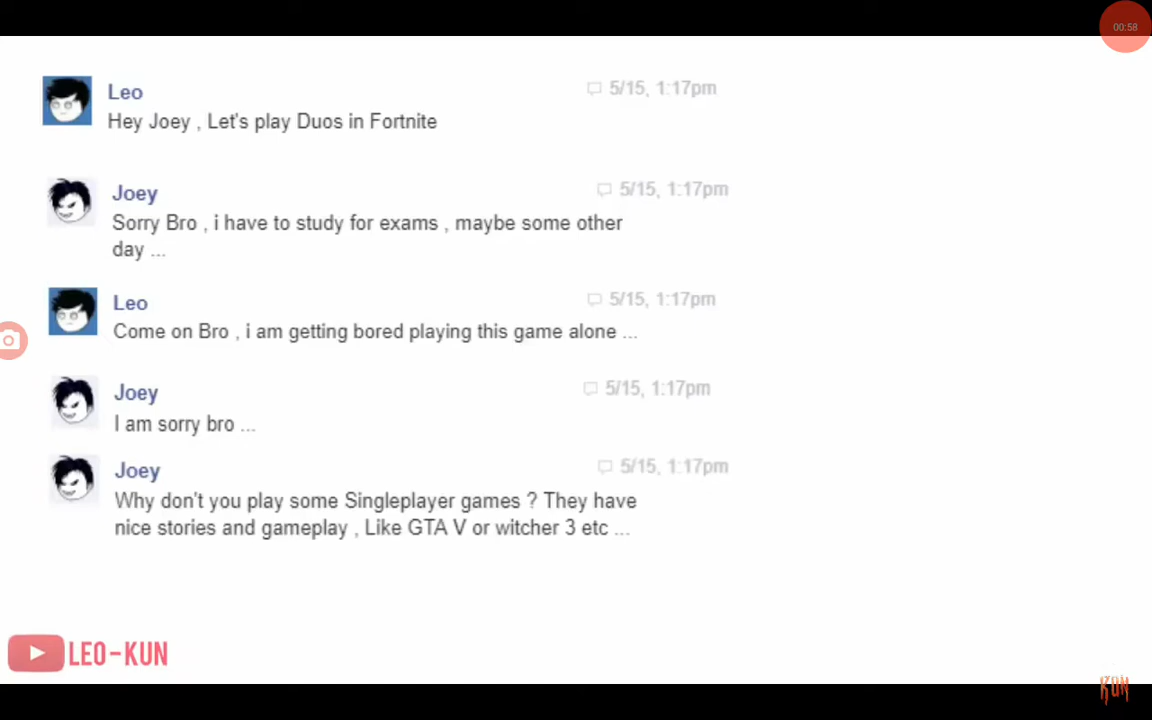 00:58
Leo 5/15, 1:17pm
Hey Joey , Let's play Duos in Fortnite
Joey 5/15, 1:17pm
Sorry Bro , i have to study for exams , maybe some other
day ...
Leo 5/15, 1:17pm
Come on Bro , i am getting bored playing this game alone ...
Joey 5/15, 1:17pm
I am sorry bro ...
Joey 5/15, 1:17pm
Why don't you play some Singleplayer games ? They have
nice stories and gameplay , Like GTA V or witcher 3 etc ...
LEO-KUN
KUN